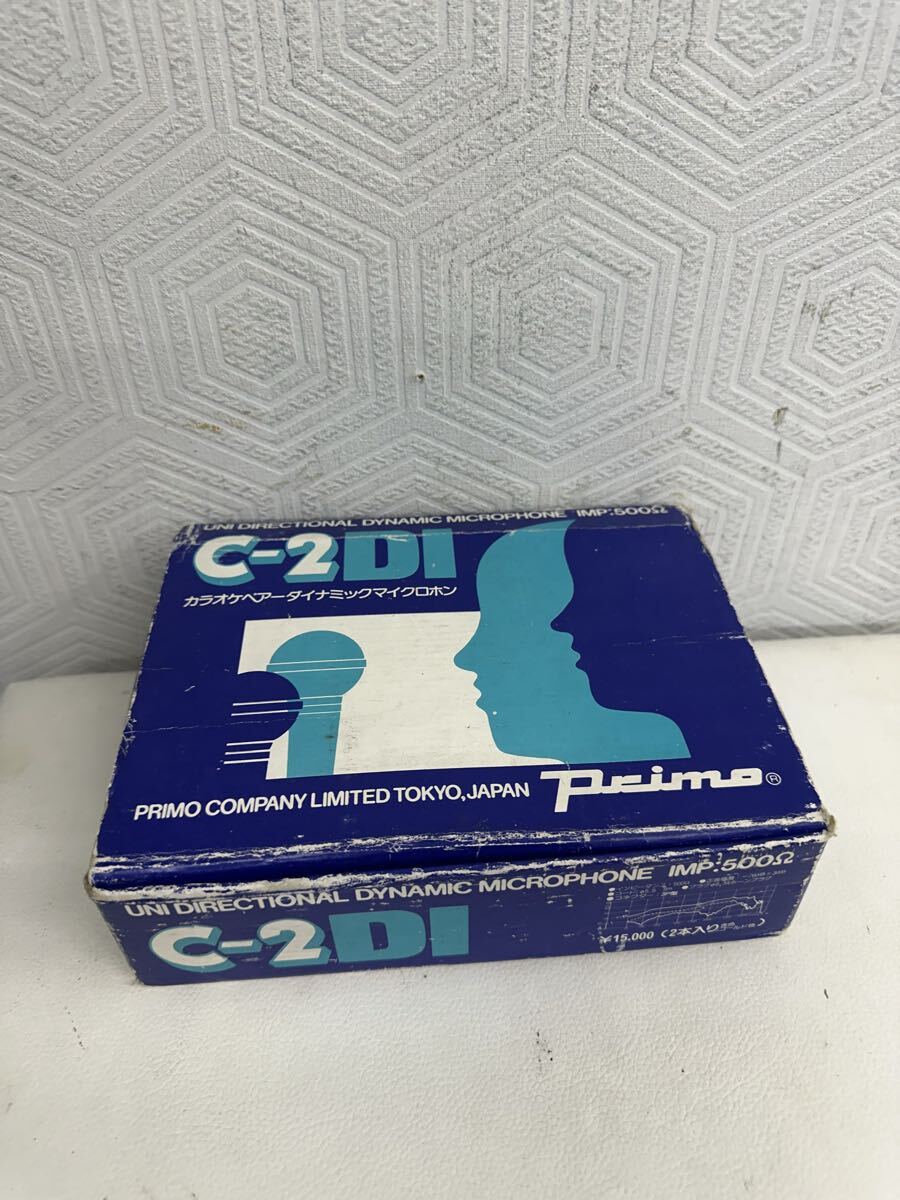 UNI DIRECTIONAL DYNAMIC MICROPHONE IMP:500Ω
C-2DI
カラオケペアーダイナミックマイクロホン
PRIMO COMPANY LIMITED TOKYO, JAPAN Primo®
UNI DIRECTIONAL DYNAMIC MICROPHONE IMP:500Ω
C-2DI
¥15,000 (2本入り)